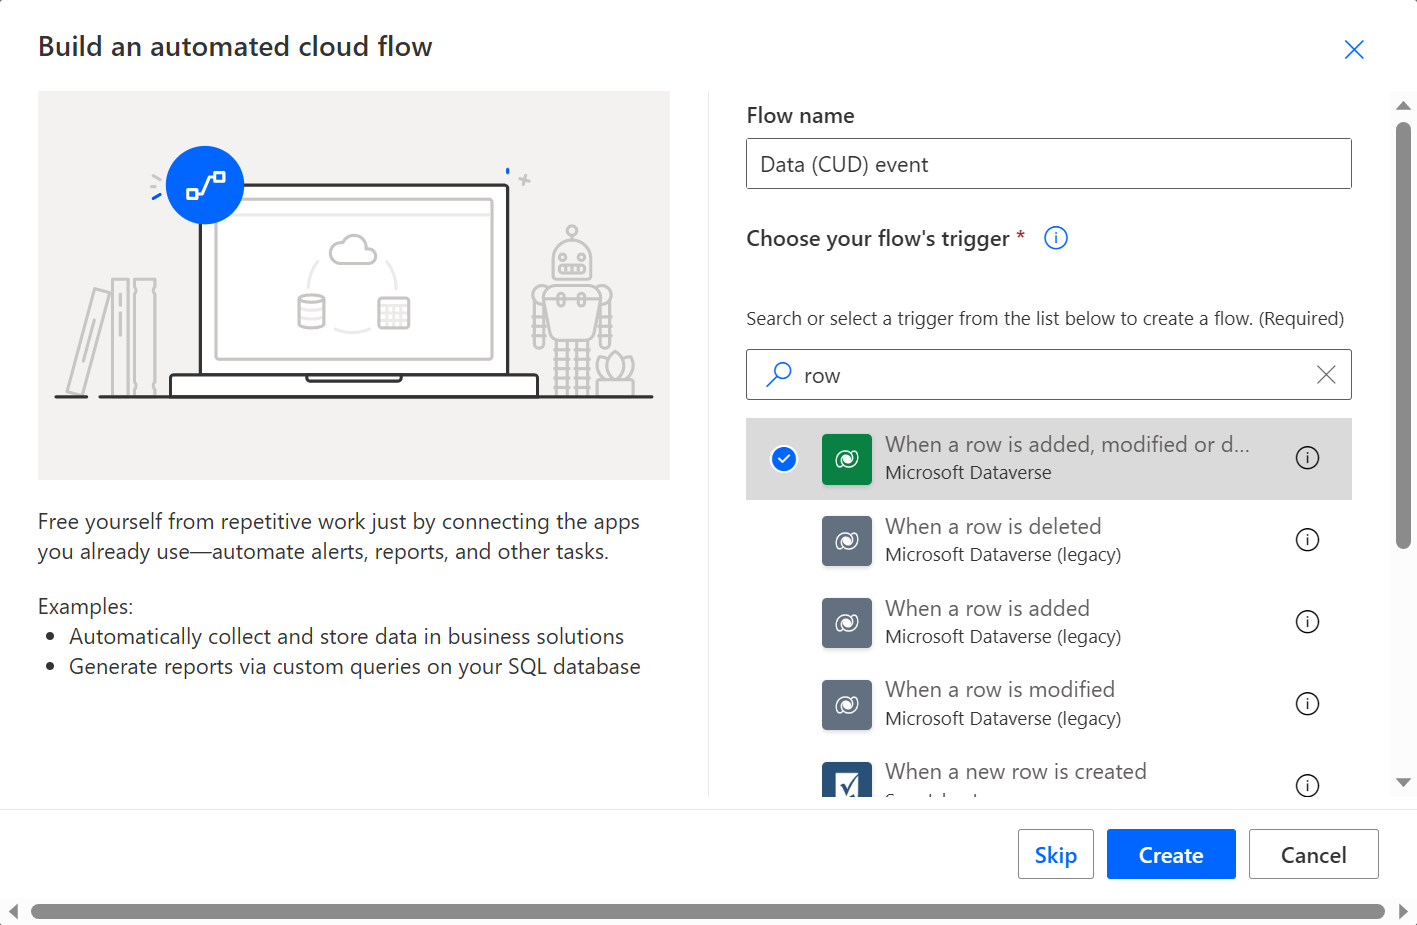 Build an automated cloud flow
Free yourself from repetitive work just by connecting the apps
you already use—automate alerts, reports, and other tasks.
Examples:
Automatically collect and store data in business solutions
Generate reports via custom queries on your SQL database
Flow name
Data (CUD) event
Choose your flow's trigger *
Search or select a trigger from the list below to create a flow. (Required)
row
When a row is added, modified or d...
Microsoft Dataverse
When a row is deleted
Microsoft Dataverse (legacy)
When a row is added
Microsoft Dataverse (legacy)
When a row is modified
Microsoft Dataverse (legacy)
When a new row is created
Skip
Create
Cancel